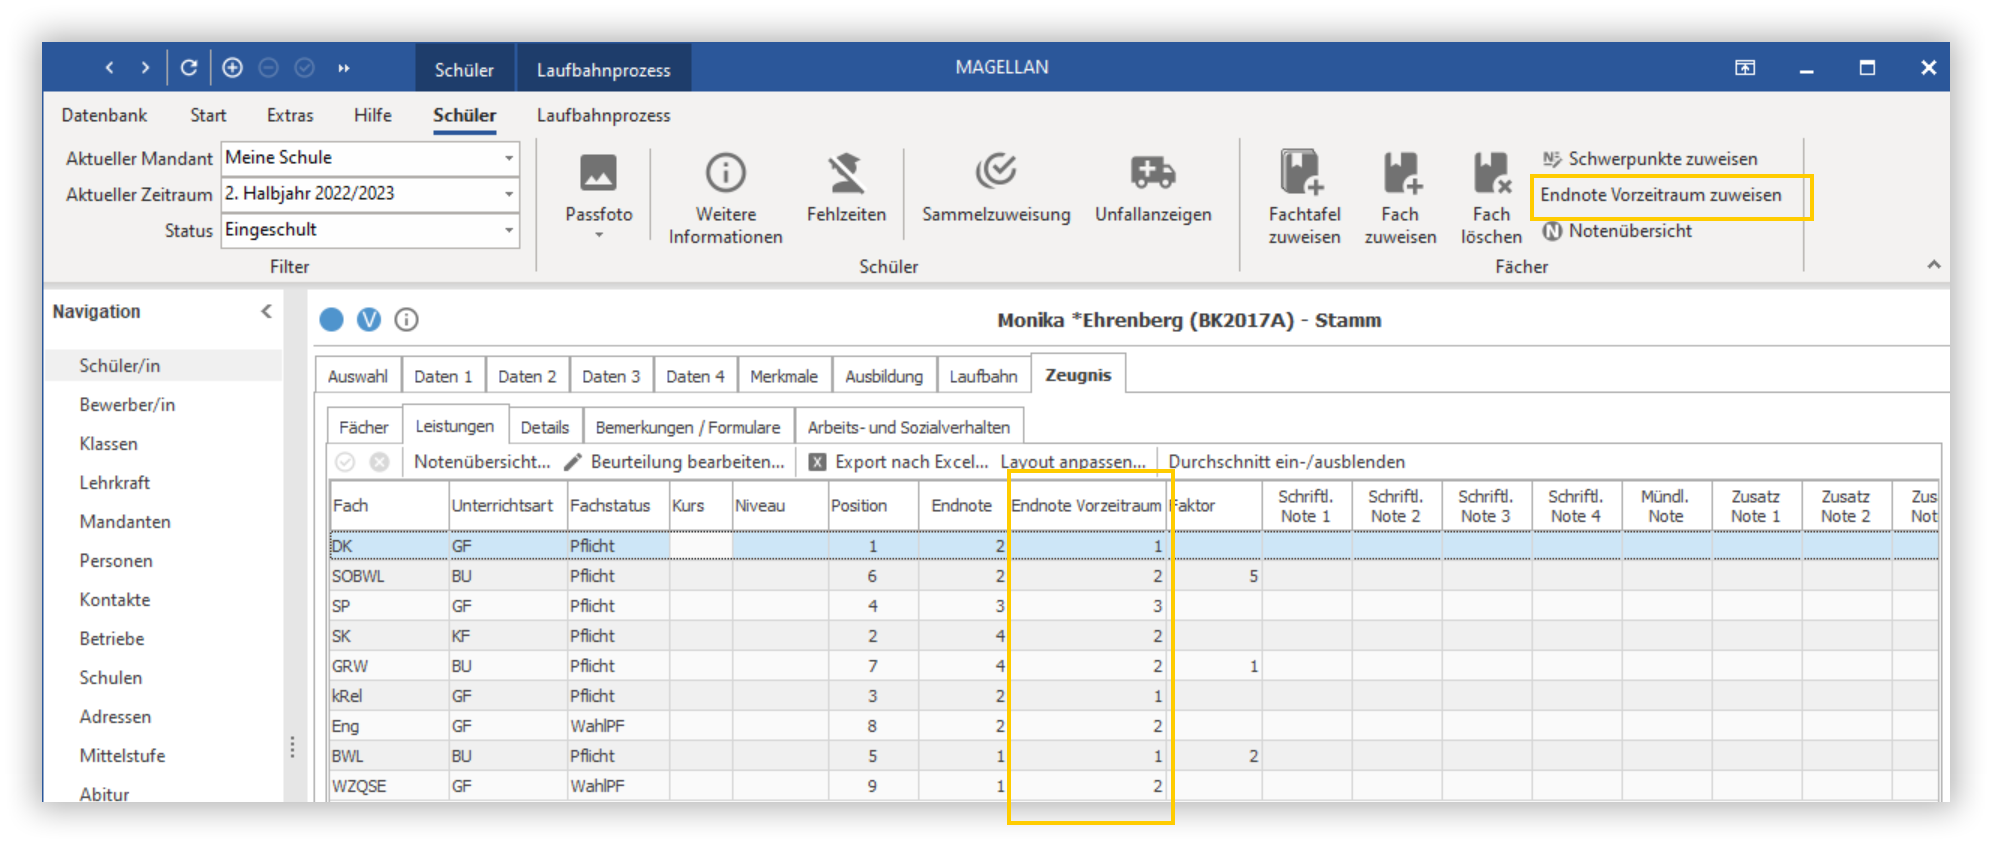 Schüler Laufbahnprozess MAGELLAN
Datenbank Start Extras Hilfe Schüler Laufbahnprozess
Aktueller Mandant Meine Schule
Aktueller Zeitraum 2. Halbjahr 2022/2023
Status Eingeschult
Filter
Passfoto
Weitere
Informationen
Fehlzeiten
Sammelzuweisung
Unfallanzeigen
Schüler
Fachtafel
zuweisen
Fach
zuweisen
Fach
löschen
Schwerpunkte zuweisen
Endnote Vorzeitraum zuweisen
N Notenübersicht
Fächer
Navigation
Schüler/in
Bewerber/in
Klassen
Lehrkraft
Mandanten
Personen
Kontakte
Betriebe
Schulen
Adressen
Mittelstufe
Abitur
V i Monika *Ehrenberg (BK2017A) - Stamm
Auswahl Daten 1 Daten 2 Daten 3 Daten 4 Merkmale Ausbildung Laufbahn Zeugnis
Fächer Leistungen Details Bemerkungen / Formulare Arbeits- und Sozialverhalten
Notenübersicht... Beurteilung bearbeiten... X Export nach Excel... Layout anpassen... Durchschnitt ein-/ausblenden
Fach Unterrichtsart Fachstatus Kurs Niveau Position Endnote Endnote Vorzeitraum Faktor Schriftl. Note 1 Schriftl. Note 2 Schriftl. Note 3 Schriftl. Note 4 Mündl. Note Zusatz Note 1 Zusatz Note 2 Zus Not
DK GF Pflicht 1 2 1
SOBWL BU Pflicht 6 2 2 5
SP GF Pflicht 4 3 3
SK KF Pflicht 2 4 2
GRW BU Pflicht 7 4 2 1
kRel GF Pflicht 3 2 1
Eng GF WahlPF 8 2 2
BWL BU Pflicht 5 1 1 2
WZQSE GF WahlPF 9 1 2